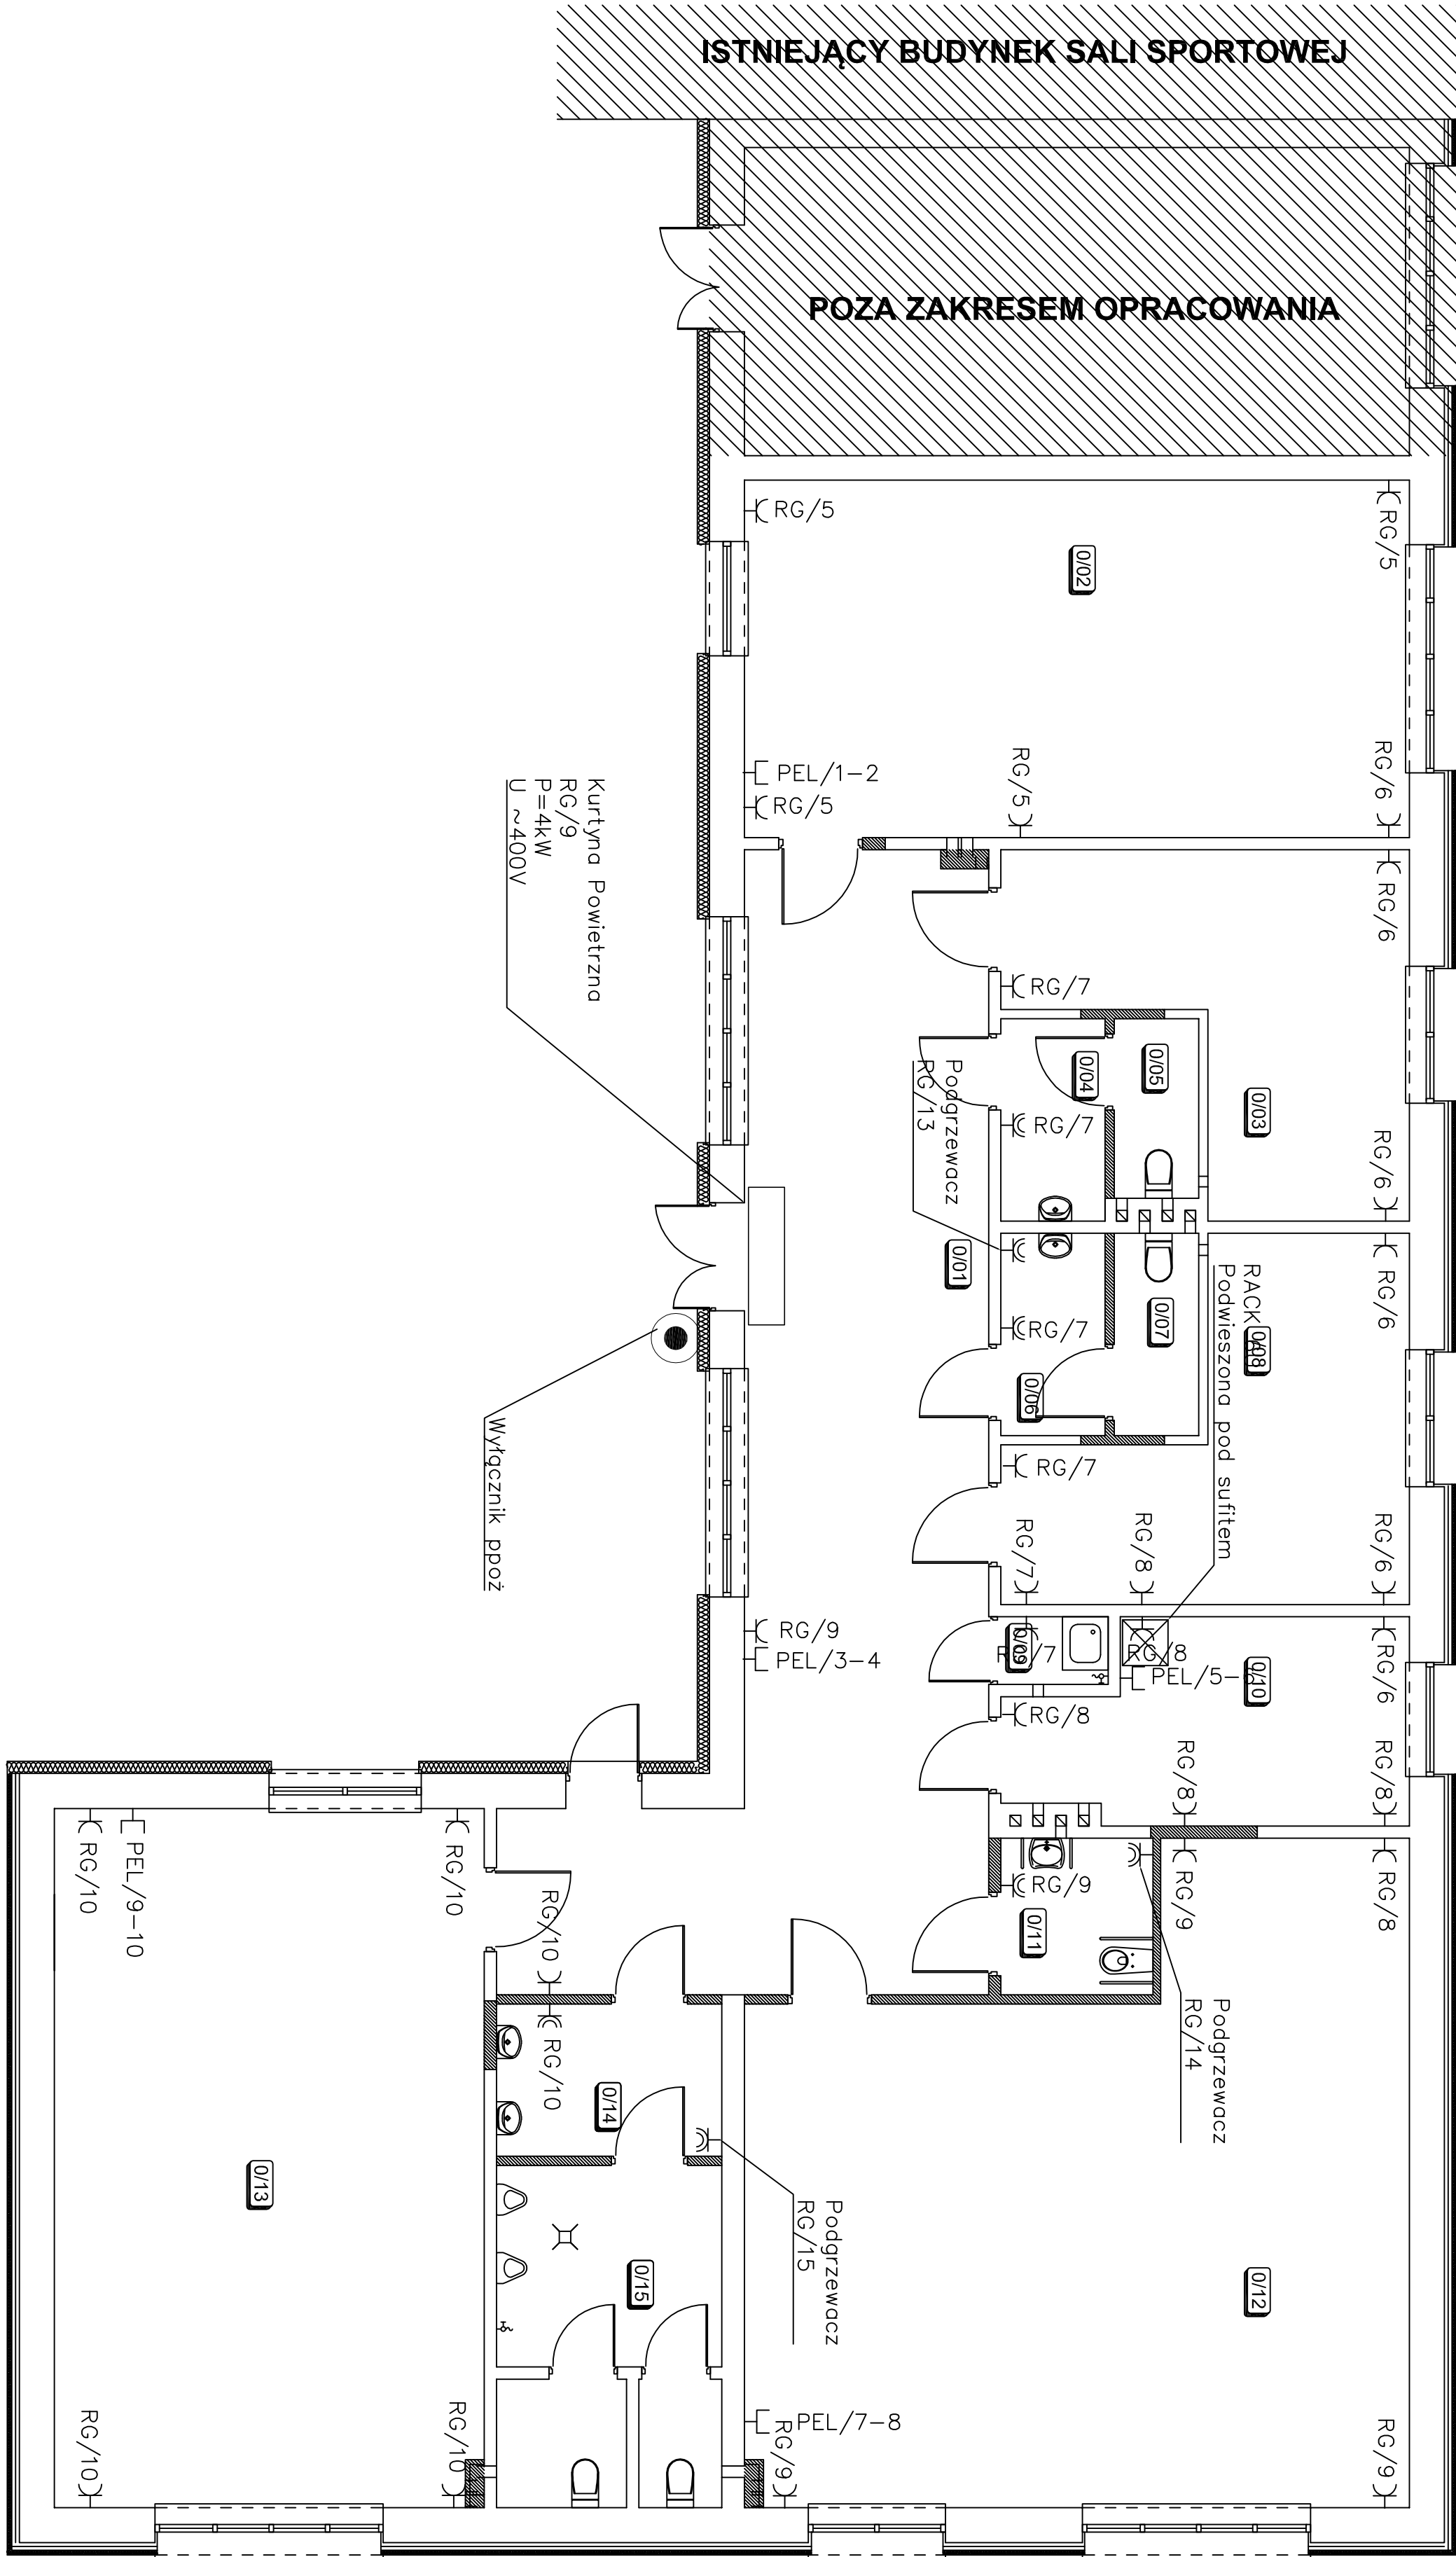 ISTNIEJĄCY BUDYNEK SALI SPORTOWEJ
POZA ZAKRESEM OPRACOWANIA
RG/5
RG/5
0/02
RG/6
RG/5
PEL/1-2
RG/5
Kurtyna Powietrzna
RG/9
P=4kW
U ~400V
RG/6
RG/7
0/05
0/04
0/03
Podgrzewacz
RG/13
RG/7
RG/6
0/01
RG/7
0/07
RACK
Podwieszona pod sufitem
0/08
RG/6
0/06
Wyłącznik ppoż
RG/7
RG/7
RG/8
RG/6
RG/9
PEL/3-4
0/09
RG/7
RG/8
PEL/5-
0/10
RG/6
RG/8
RG/8
RG/8
RG/10
PEL/9-10
RG/10
RG/10
RG/9
0/11
RG/9
RG/8
Podgrzewacz
RG/14
RG/10
0/14
0/13
Podgrzewacz
RG/15
0/15
0/12
RG/10
RG/10
PEL/7-8
RG/9
RG/9